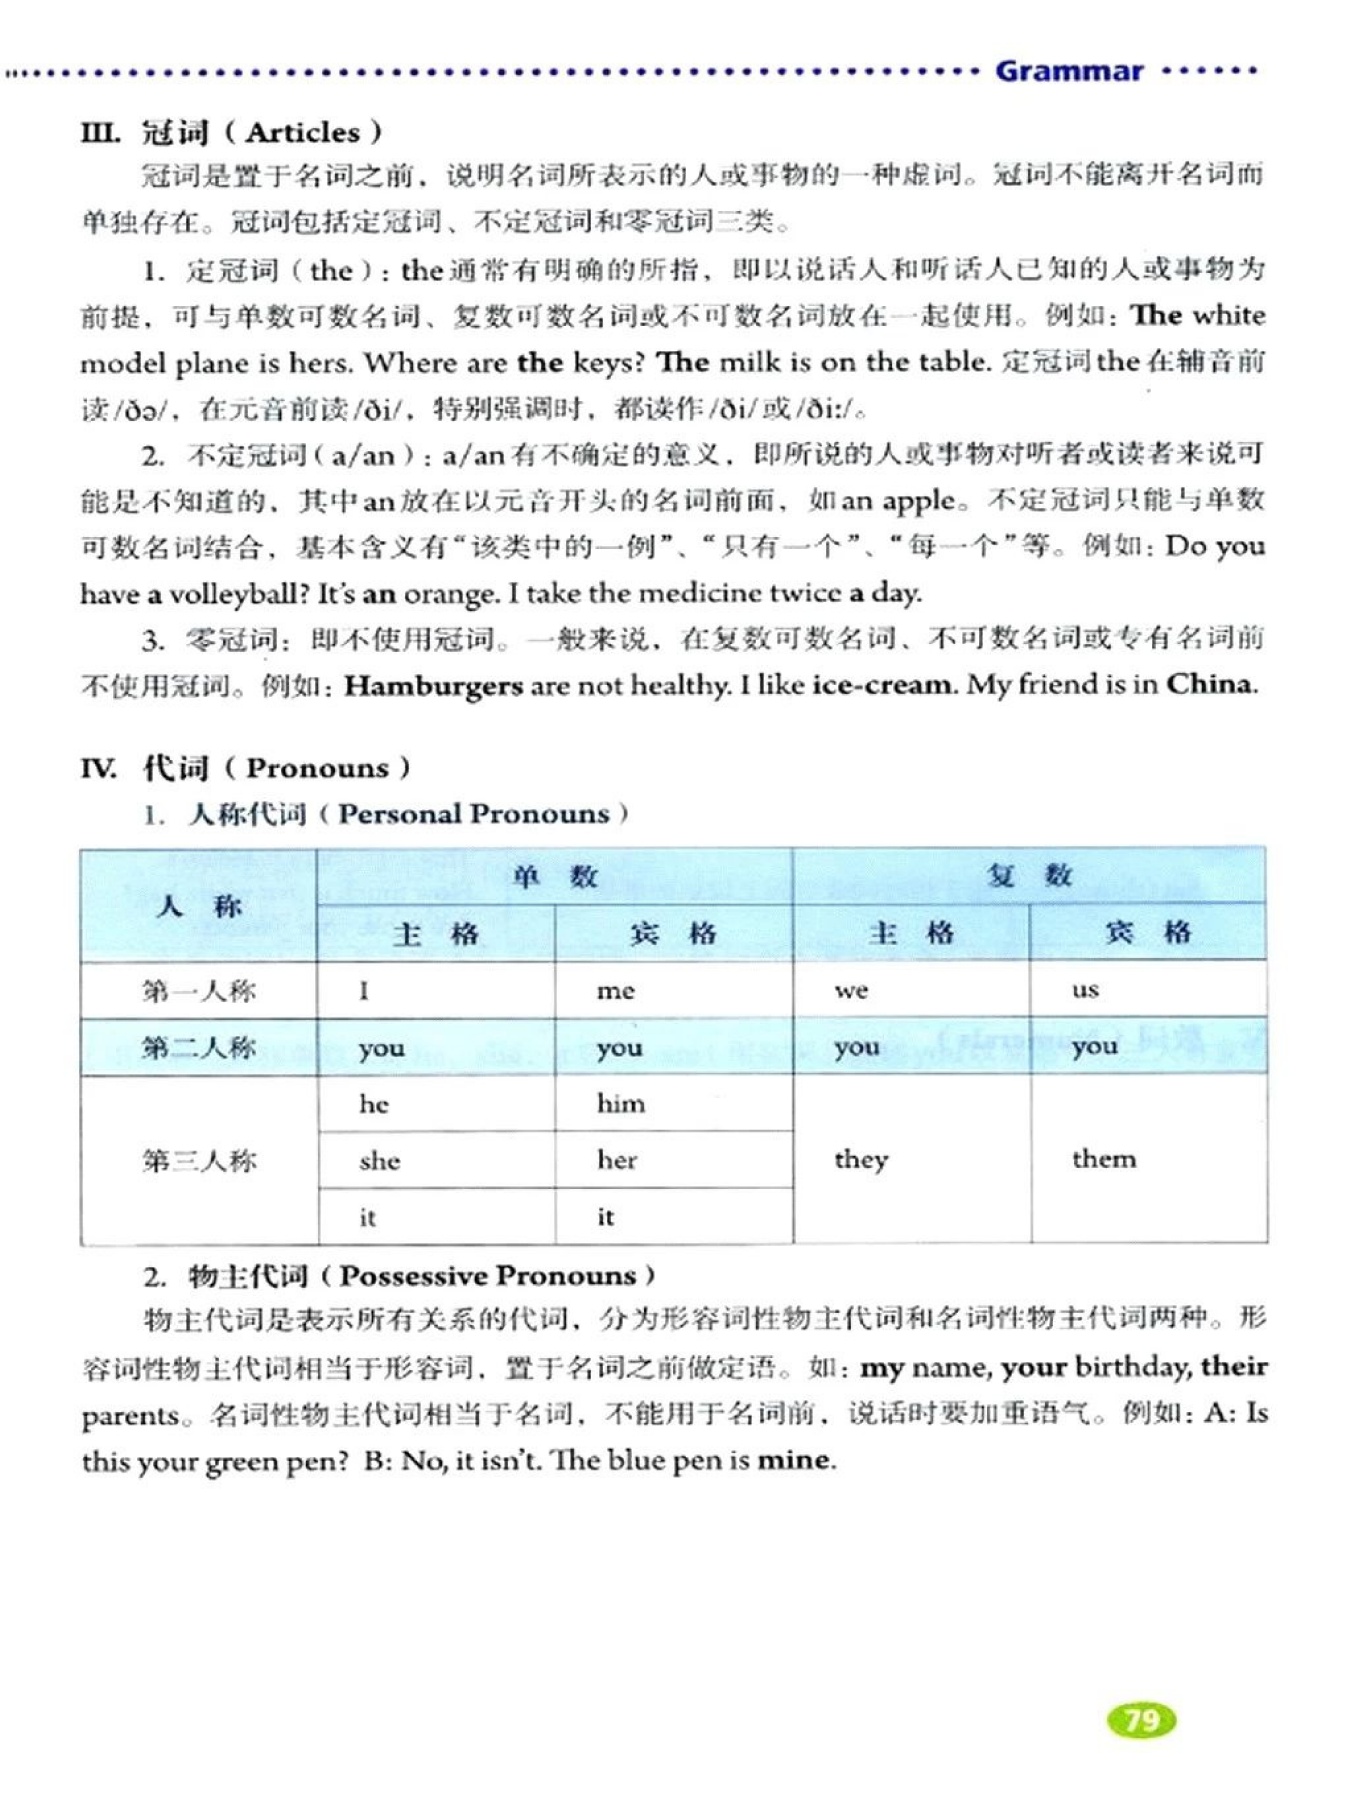 Grammar
III. 冠词（Articles）
冠词是置于名词之前，说明名词所表示的人或事物的一种虚词。冠词不能离开名词而
单独存在。冠词包括定冠词、不定冠词和零冠词三类。
1. 定冠词（the）：the通常有明确的所指，即以说话人和听话人已知的人或事物为
前提，可与单数可数名词、复数可数名词或不可数名词放在一起使用。例如：The white
model plane is hers. Where are the keys? The milk is on the table. 定冠词the在辅音前
读/ðə/，在元音前读/ði/，特别强调时，都读作/ði/或/ði:/。
2. 不定冠词（a/an）：a/an有不确定的意义，即所说的人或事物对听者或读者来说可
能是不知道的，其中an放在以元音开头的名词前面，如an apple。不定冠词只能与单数
可数名词结合，基本含义有“该类中的一例”、“只有一个”、“每一个”等。例如：Do you
have a volleyball? It's an orange. I take the medicine twice a day.
3. 零冠词：即不使用冠词。一般来说，在复数可数名词、不可数名词或专有名词前
不使用冠词。例如：Hamburgers are not healthy. I like ice-cream. My friend is in China.
IV. 代词（Pronouns）
1. 人称代词（Personal Pronouns）
人 称 单 数 复 数
主 格 宾 格 主 格 宾 格
第一人称 I me we us
第二人称 you you you you
he him
第三人称 she her they them
it it
2. 物主代词（Possessive Pronouns）
物主代词是表示所有关系的代词，分为形容词性物主代词和名词性物主代词两种。形
容词性物主代词相当于形容词，置于名词之前做定语。如：my name, your birthday, their
parents。名词性物主代词相当于名词，不能用于名词前，说话时要加重语气。例如：A: Is
this your green pen? B: No, it isn't. The blue pen is mine.
79